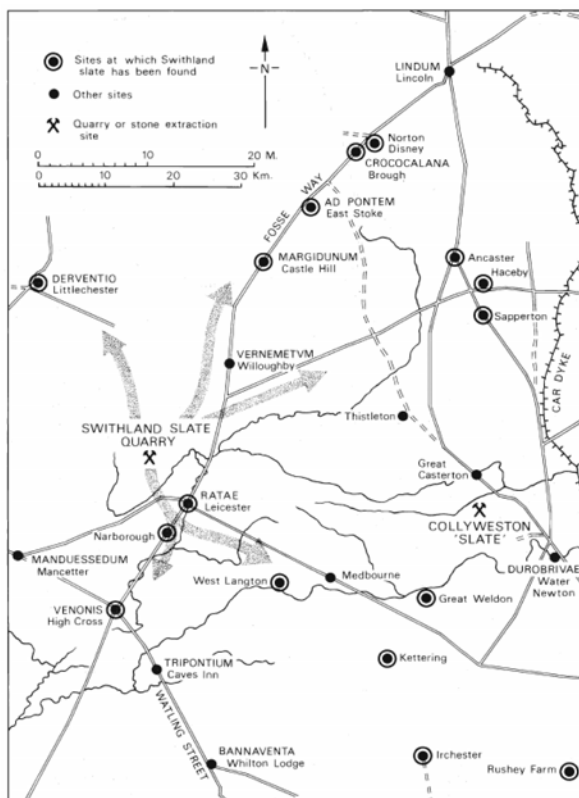 Sites at which Swithland
slate has been found
Other sites
Quarry or stone extraction
site
0 10 20 M.
0 10 20 30 Km.
N
LINDUM
Lincoln
Norton
Disney
CROCOCALANA
Brough
FOSSE WAY
AD PONTEM
East Stoke
MARGIDUNUM
Castle Hill
Ancaster
Haceby
DERVENTIO
Littlechester
Sapperton
CAR DYKE
VERNEMETVM
Willoughby
Thistleton
SWITHLAND SLATE
QUARRY
Great
Casterton
RATAE
Leicester
COLLYWESTON
'SLATE'
Narborough
MANDUESSEDUM
Mancetter
DUROBRIVAE
Water
Newton
West Langton
Medbourne
Great Weldon
VENONIS
High Cross
Kettering
TRIPONTIUM
Caves Inn
WATLING STREET
BANNAVENTA
Whilton Lodge
Irchester
Rushey Farm